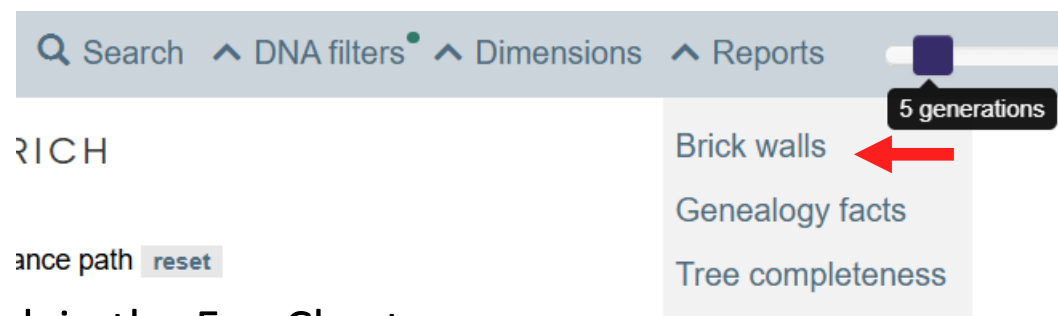 Search DNA filters Dimensions Reports
5 generations
RICH
Brick walls
Genealogy facts
ance path reset
Tree completeness